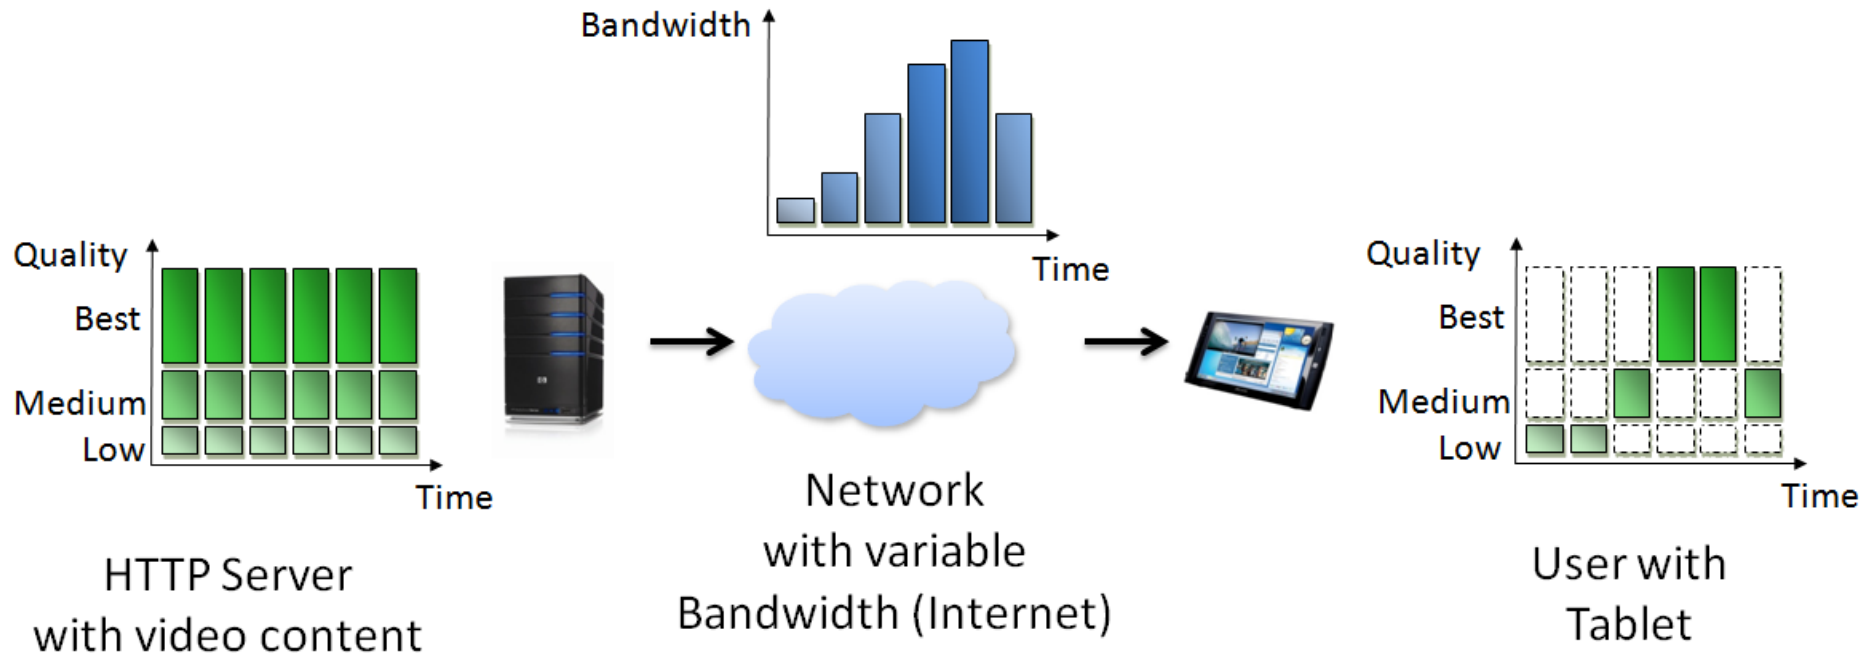 Bandwidth
Time
Quality
Best
Medium
Low
Time
HTTP Server
with video content
Network
with variable
Bandwidth (Internet)
Quality
Best
Medium
Low
Time
User with
Tablet